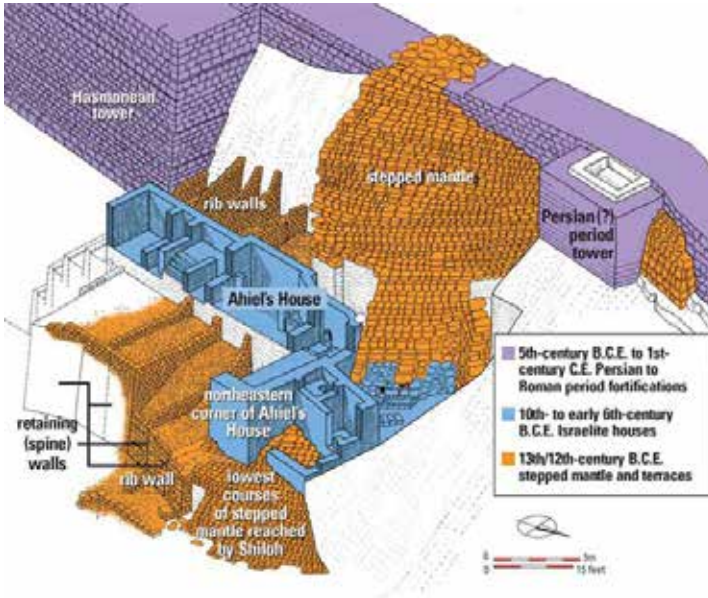 Hasmonean
tower
stepped mantle
rib walls
Persian(?)
period
tower
Ahiel's House
northeastern
corner of Ahiel's
House
retaining
(spine)
walls
rib wall
lowest
courses
of stepped
mantle reached
by Shiloh
5th-century B.C.E. to 1st-
century C.E. Persian to
Roman period fortifications
10th- to early 6th-century
B.C.E. Israelite houses
13th/12th-century B.C.E.
stepped mantle and terraces
0 5m
0 15 feet